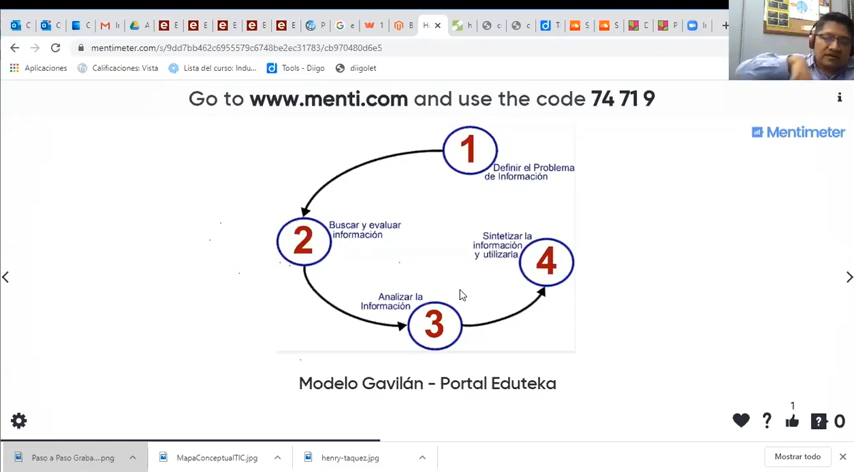 mentimeter.com/s/9dd7bb462c6955579c6748be2ec31783/cb970480d6e5
Aplicaciones
Calificaciones: Vista
Lista del curso: Indu...
Tools - Diigo
diigolet
Go to www.menti.com and use the code 74 71 9
Mentimeter
1
Definir el Problema
de Información
2
Buscar y evaluar
información
Sintetizar la
información
y utilizarla
4
Analizar la
Información
3
Modelo Gavilán - Portal Eduteka
1
0
Paso a Paso Graba....png
MapaConceptualTIC.jpg
henry-taquez.jpg
Mostrar todo